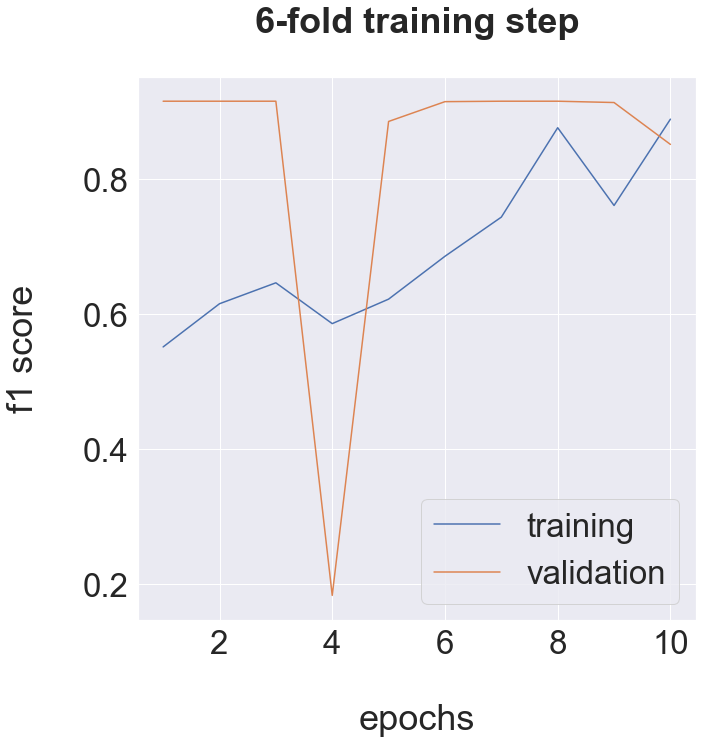 6-fold training step
f1 score
0.8
0.6
0.4
0.2
training
validation
2 4 6 8 10
epochs